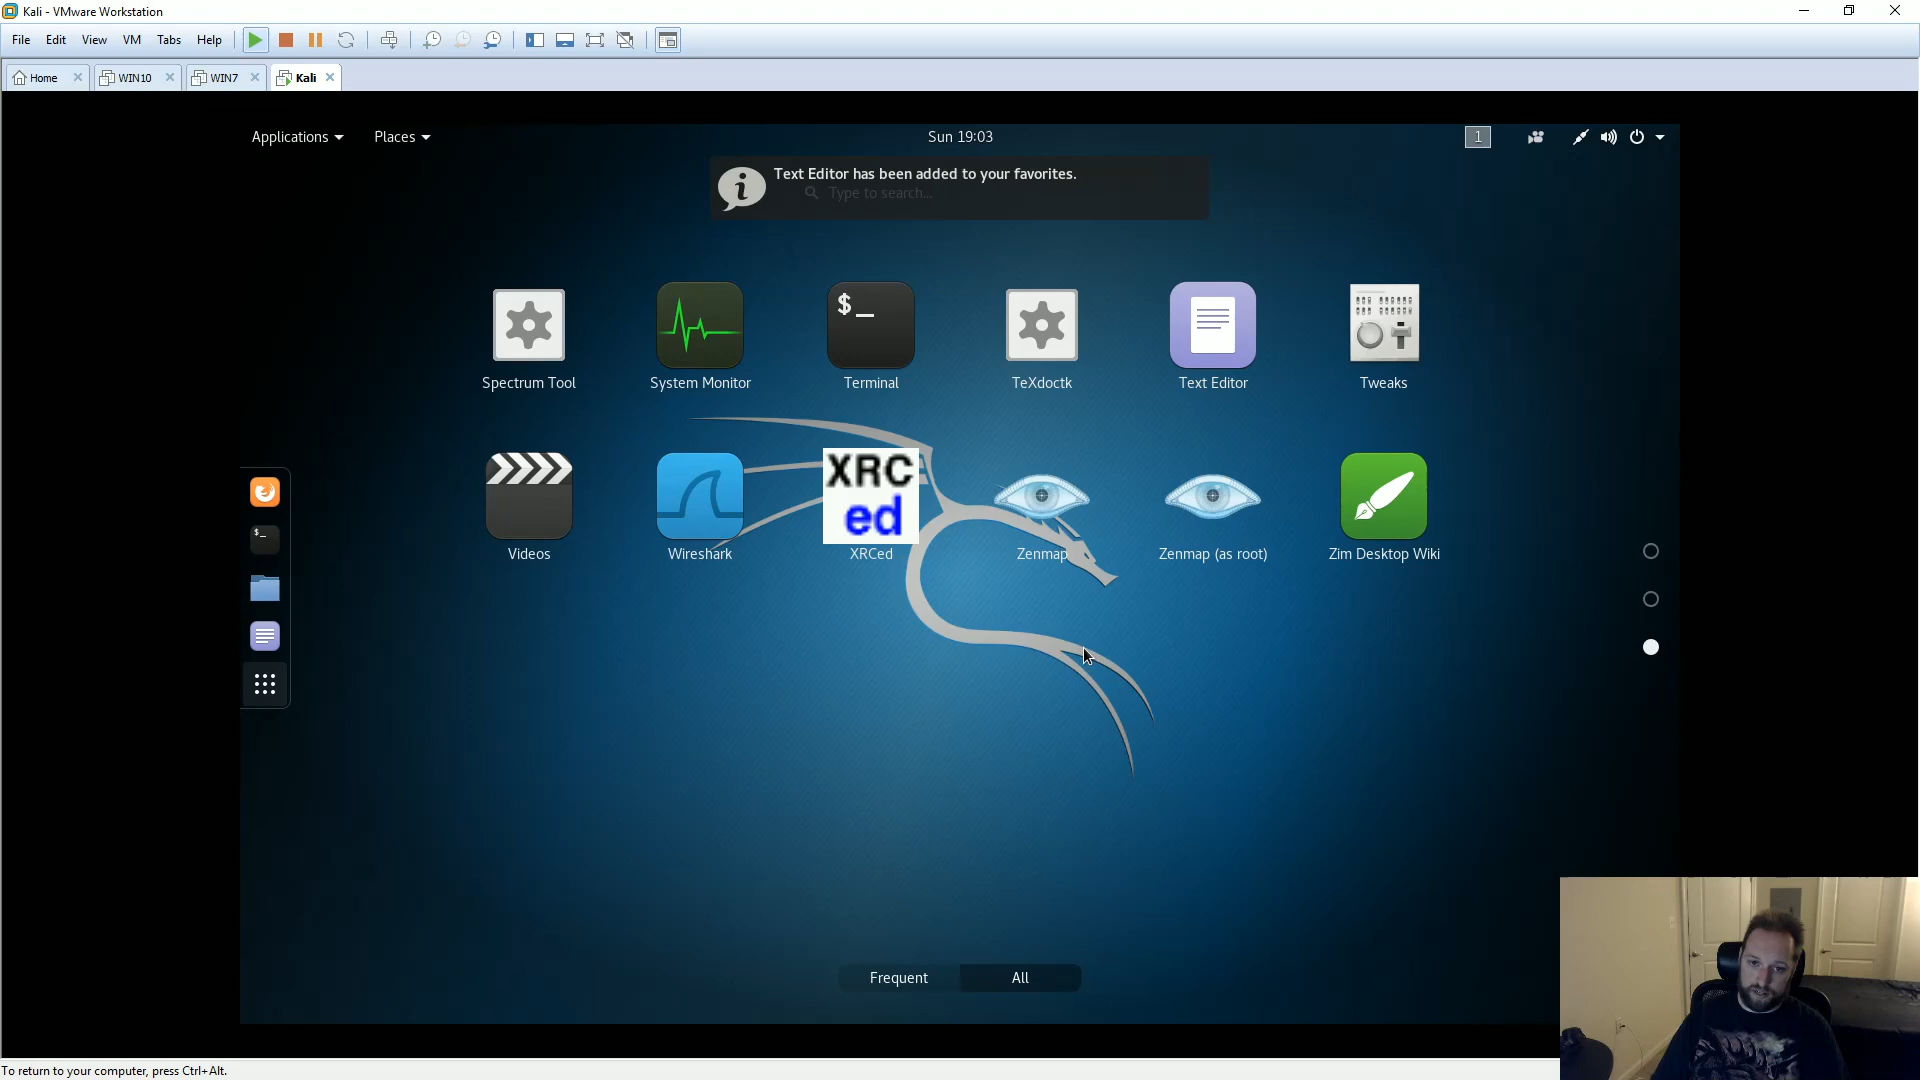 Kali - VMware Workstation
File Edit View VM Tabs Help
Home WIN10 WIN7 Kali
Applications Places Sun 19:03 1
Text Editor has been added to your favorites.
Type to search...
$_
Spectrum Tool System Monitor Terminal TeXdoctk Text Editor Tweaks
XRC
ed
Videos Wireshark XRCed Zenmap Zenmap (as root) Zim Desktop Wiki
$_
Frequent All
To return to your computer, press Ctrl+Alt.